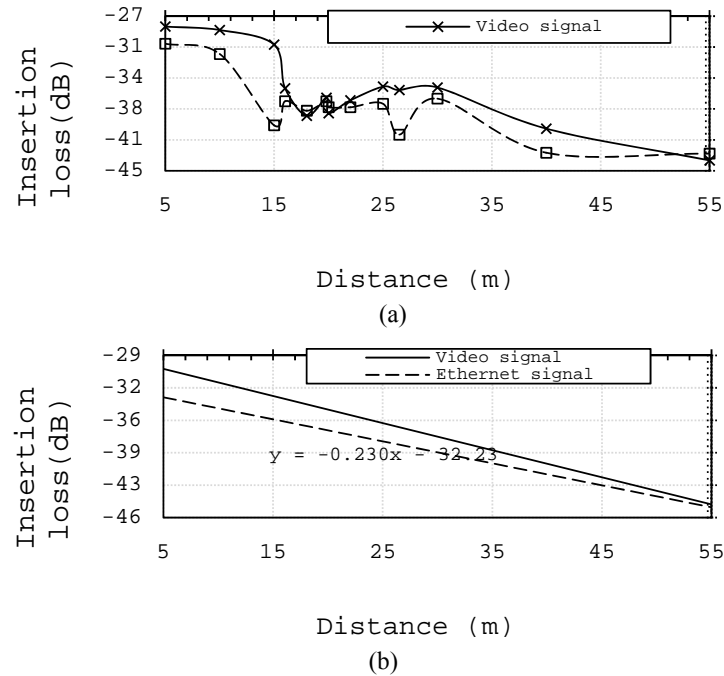 -27
-31
-34
-38
-41
-45
Insertion
loss(dB)
Video signal
5
15
25
35
45
55
Distance (m)
(a)
-29
-32
-36
-39
-43
-46
Insertion
loss(dB)
Video signal
Ethernet signal
y = -0.230x - 32.23
5
15
25
35
45
55
Distance (m)
(b)